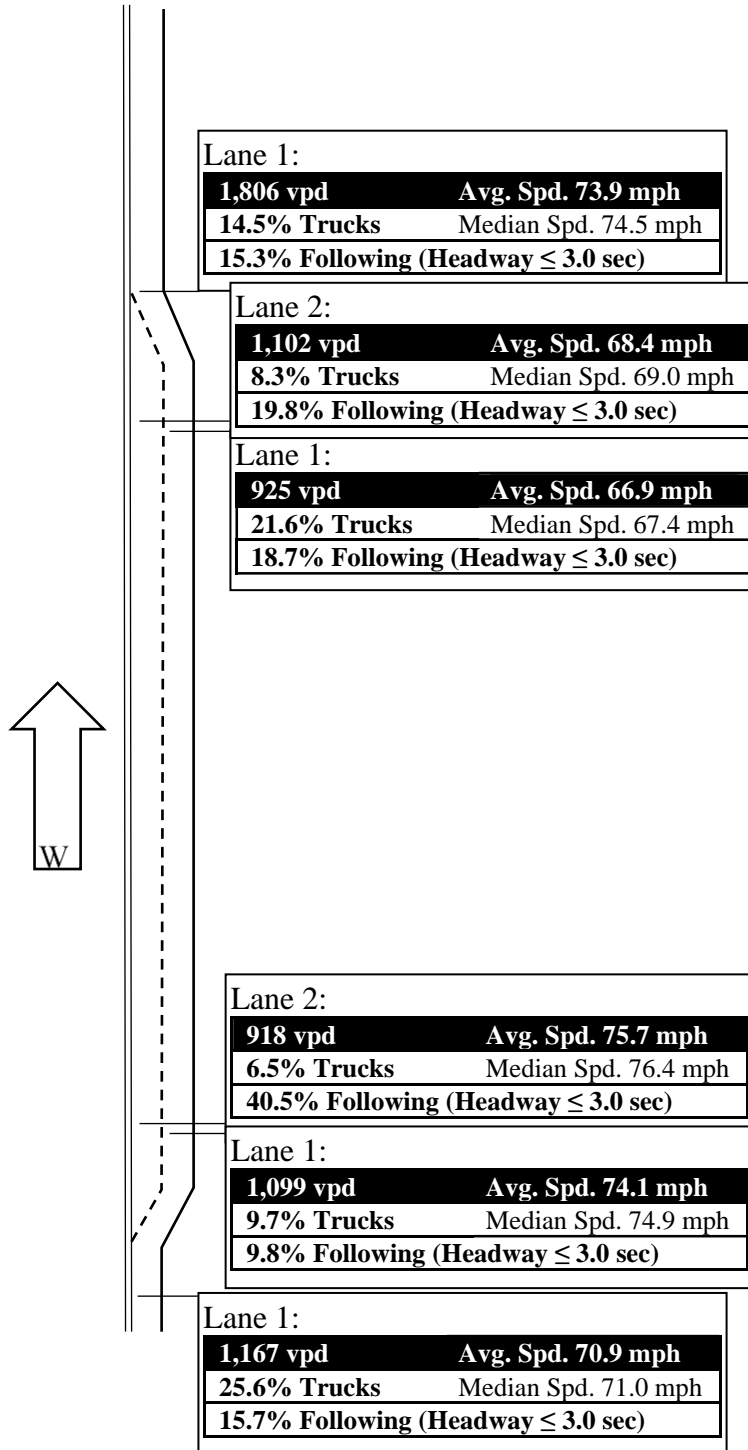 Lane 1:
1,806 vpd Avg. Spd. 73.9 mph
14.5% Trucks Median Spd. 74.5 mph
15.3% Following (Headway ≤ 3.0 sec)
Lane 2:
1,102 vpd Avg. Spd. 68.4 mph
8.3% Trucks Median Spd. 69.0 mph
19.8% Following (Headway ≤ 3.0 sec)
Lane 1:
925 vpd Avg. Spd. 66.9 mph
21.6% Trucks Median Spd. 67.4 mph
18.7% Following (Headway ≤ 3.0 sec)
W
Lane 2:
918 vpd Avg. Spd. 75.7 mph
6.5% Trucks Median Spd. 76.4 mph
40.5% Following (Headway ≤ 3.0 sec)
Lane 1:
1,099 vpd Avg. Spd. 74.1 mph
9.7% Trucks Median Spd. 74.9 mph
9.8% Following (Headway ≤ 3.0 sec)
Lane 1:
1,167 vpd Avg. Spd. 70.9 mph
25.6% Trucks Median Spd. 71.0 mph
15.7% Following (Headway ≤ 3.0 sec)